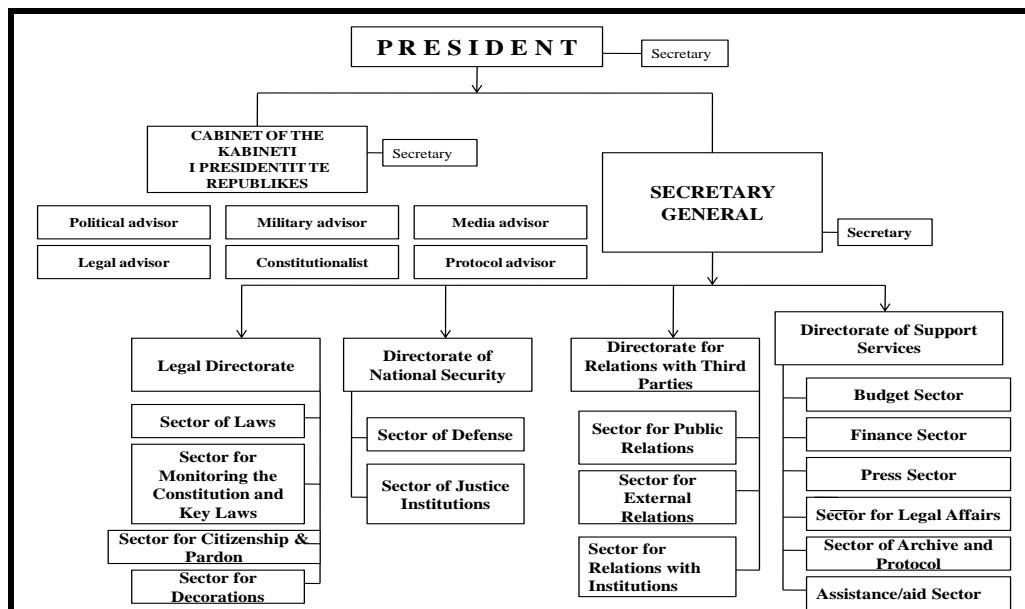 P R E S I D E N T
Secretary
CABINET OF THE
KABINETI
I PRESIDENTIT TE
REPUBLIKES
Secretary
SECRETARY
GENERAL
Secretary
Political advisor
Military advisor
Media advisor
Legal advisor
Constitutionalist
Protocol advisor
Legal Directorate
Directorate of
National Security
Directorate for
Relations with Third
Parties
Directorate of Support
Services
Sector of Laws
Sector for
Monitoring the
Constitution and
Key Laws
Sector for Citizenship &
Pardon
Sector for
Decorations
Sector of Defense
Sector of Justice
Institutions
Sector for Public
Relations
Sector for
External
Relations
Sector for
Relations with
Institutions
Budget Sector
Finance Sector
Press Sector
Sector for Legal Affairs
Sector of Archive and
Protocol
Assistance/aid Sector